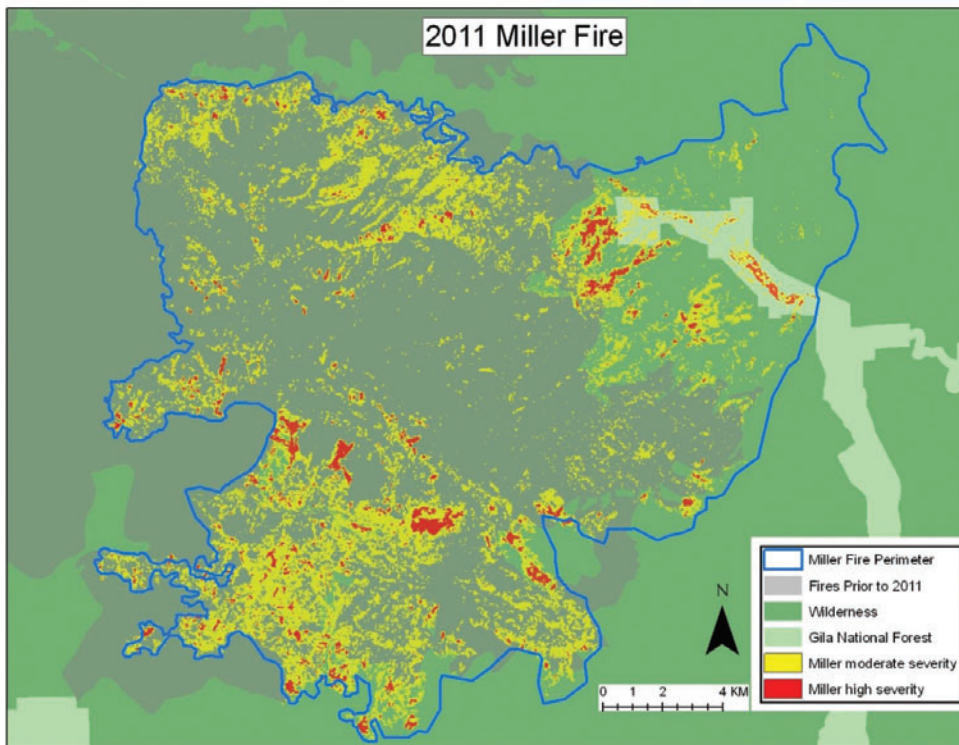 2011 Miller Fire
Miller Fire Perimeter
Fires Prior to 2011
Wilderness
Gila National Forest
Miller moderate severity
Miller high severity
N
0 2 4 KM